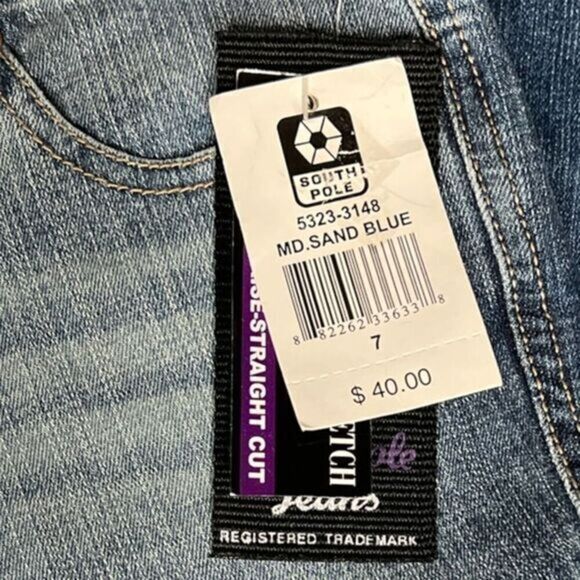 SOUTH
POLE
5323-3148
MD.SAND BLUE
8 82262 33633 8
7
$ 40.00
STRAIGHT CUT
Jeans
REGISTERED TRADEMARK